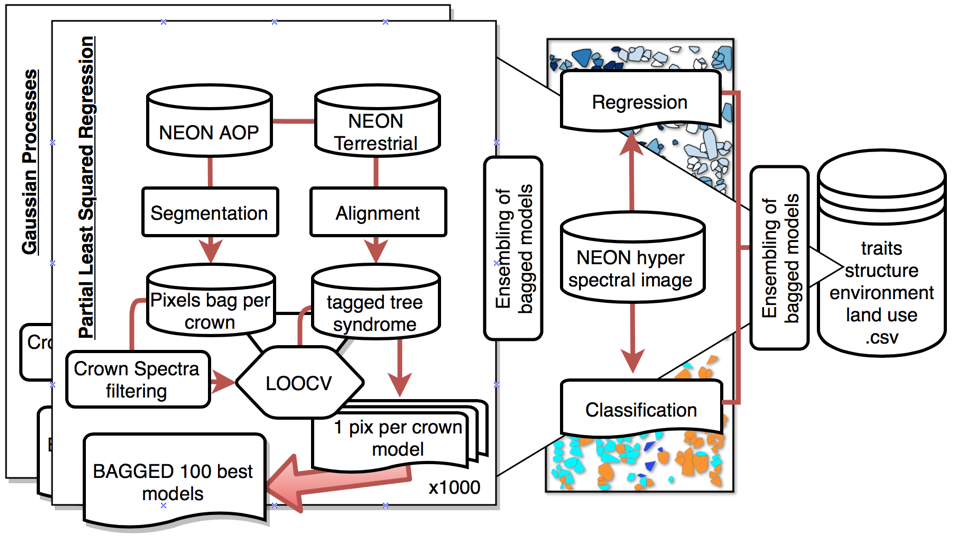 Gaussian Processes
Partial Least Squared Regression
NEON AOP
NEON
Terrestrial
Segmentation
Alignment
Pixels bag per
crown
tagged tree
syndrome
Cro
Crown Spectra
filtering
LOOCV
1 pix per crown
model
BAGGED 100 best
models
x1000
Ensembling of
bagged models
Regression
NEON hyper
spectral image
Classification
Ensembling of
bagged models
traits
structure
environment
land use
.csv